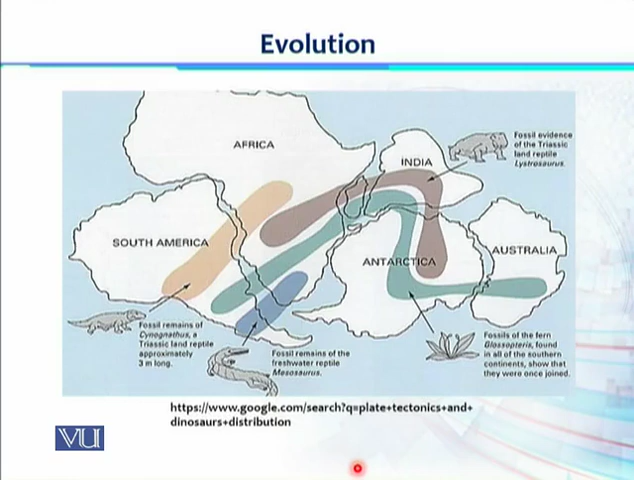 Evolution
AFRICA
INDIA
Fossil evidence
of the Triassic
land reptile
Lystrosaurus.
SOUTH AMERICA
ANTARCTICA
AUSTRALIA
Fossil remains of
Cynognathus, a
Triassic land reptile
approximately
3 m long.
Fossil remains of the
freshwater reptile
Mesosaurus.
Fossils of the fern
Glossopteris, found
in all of the southern
continents, show that
they were once joined.
https://www.google.com/search?q=plate+tectonics+and+
dinosaurs+distribution
VU